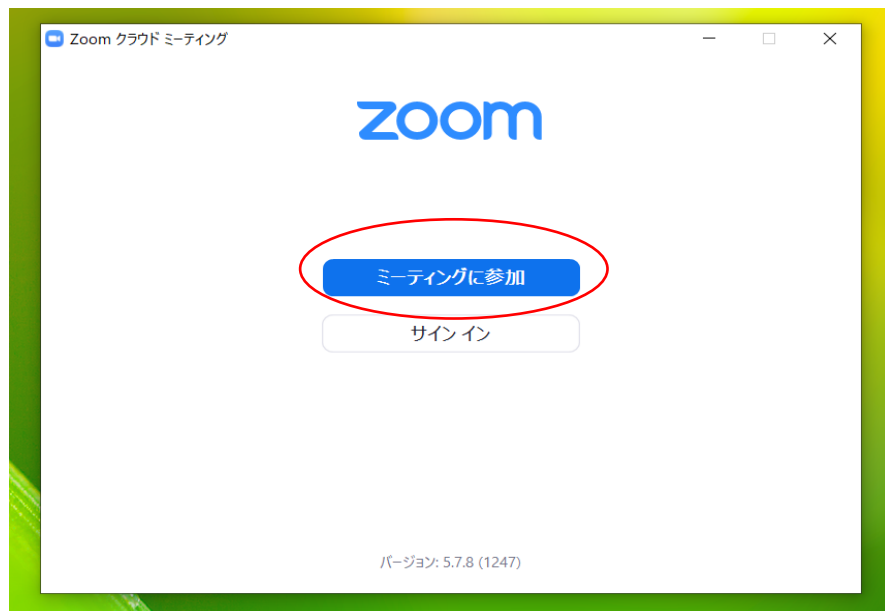 Zoom クラウド ミーティング
zoom
ミーティングに参加
サイン イン
バージョン: 5.7.8 (1247)